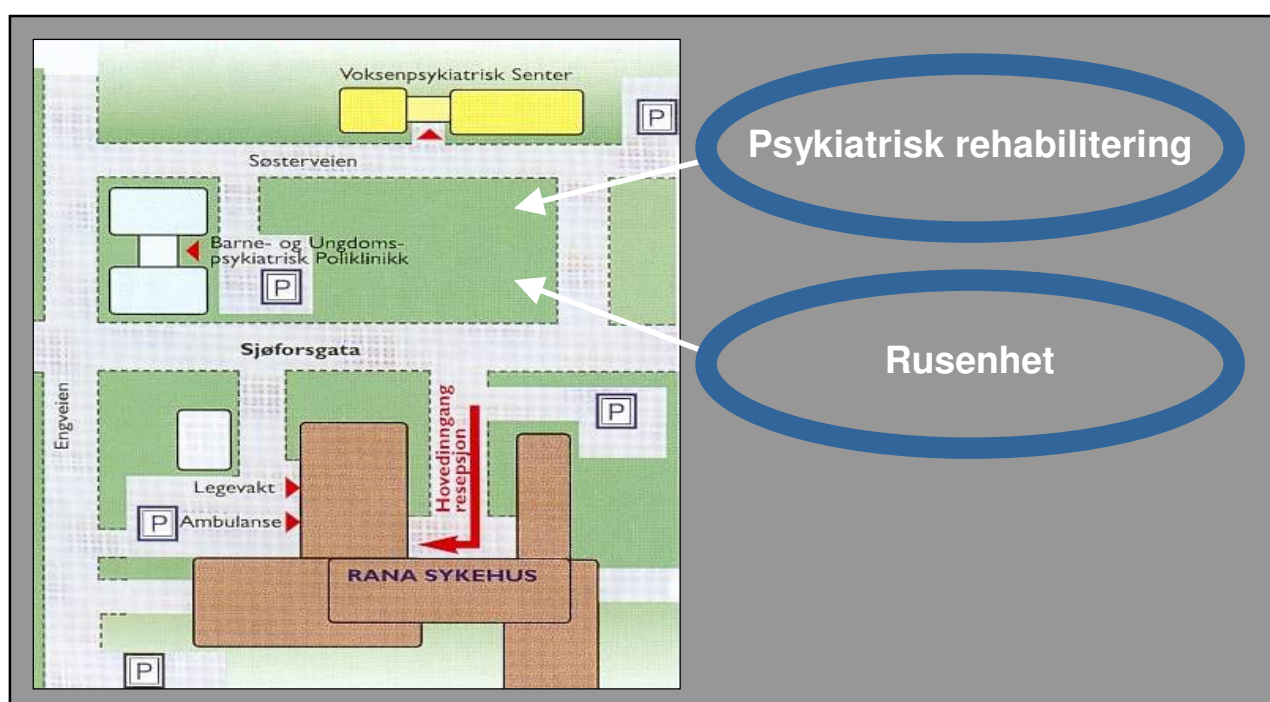 Voksenpsykiatrisk Senter
P
Søsterveien
Barne- og Ungdoms-
psykiatrisk Poliklinikk
P
Sjøforsgata
Engveien
P
Hovedinngang
resepsjon
Legevakt
P
Ambulanse
RANA SYKEHUS
P
Psykiatrisk rehabilitering
Rusenhet